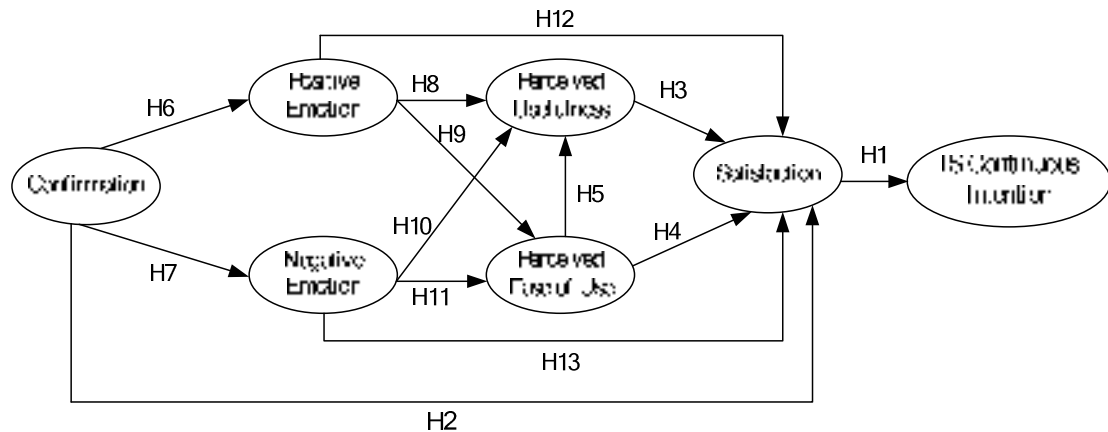 H12
Positive
Emotion
H8
Perceived
Usefulness
H3
H6
H9
Confirmation
Satisfaction
H1
IS Continuous
Intention
H5
H10
H4
H7
Negative
Emotion
H11
Perceived
Ease of Use
H13
H2